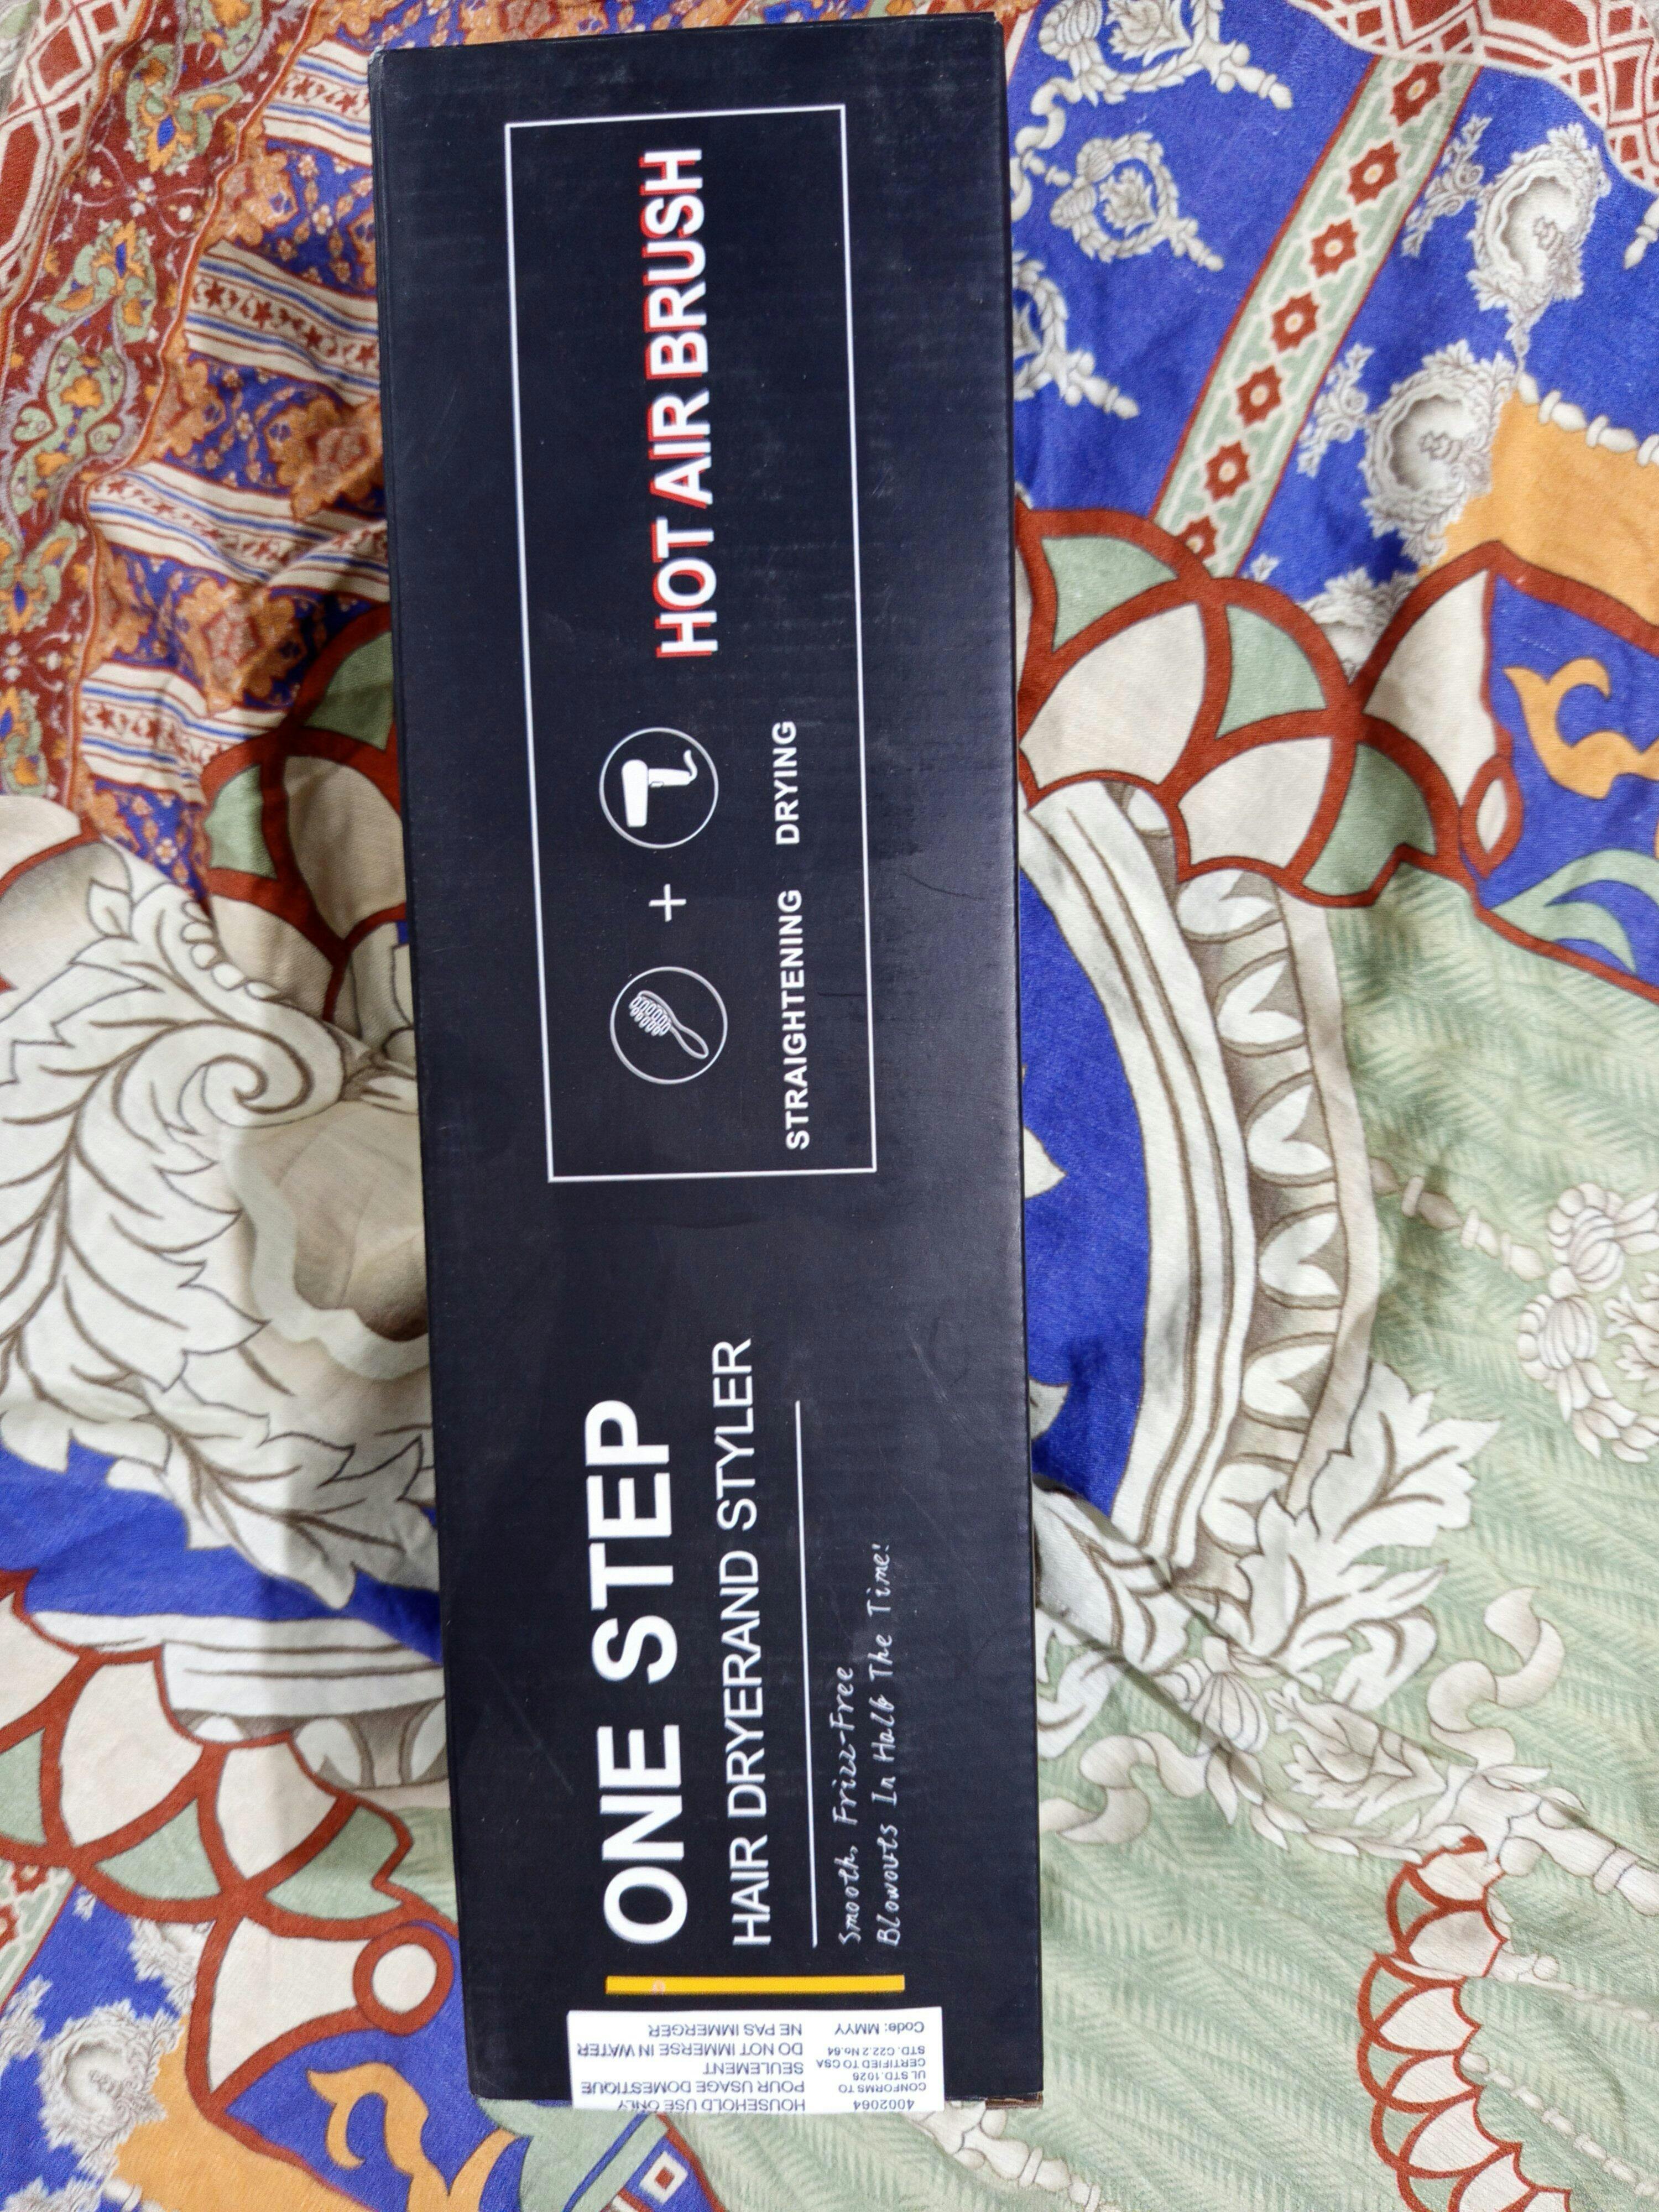 ONE STEP
HAIR DRYERAND STYLER
Smooth, Frizz-Free
Blowouts In Half The Time!
STRAIGHTENING DRYING
HOT AIR BRUSH
4002064
CONFORMS TO
UL STD.1026
CERTIFIED TO CSA
STD. C22.2 No.64
Code: MMYY
HOUSEHOLD USE ONLY
POUR USAGE DOMESTIQUE
SEULEMENT
DO NOT IMMERSE IN WATER
NE PAS IMMERGER